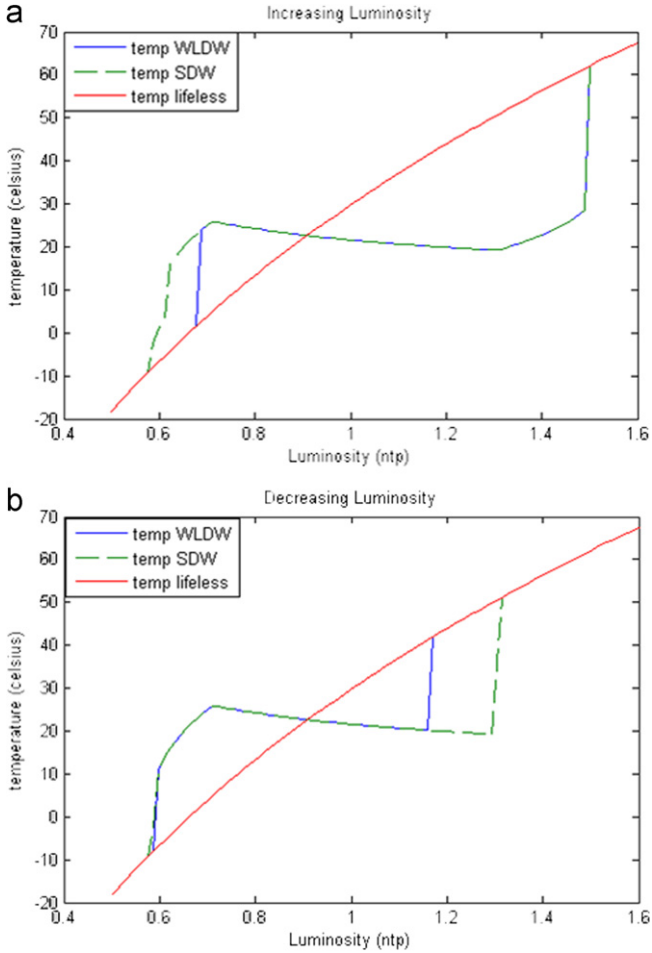 a
Increasing Luminosity
temp WLDW
temp SDW
temp lifeless
70
60
50
40
30
20
10
0
-10
-20
temperature (celsius)
0.4 0.6 0.8 1 1.2 1.4 1.6
Luminosity (ntp)
b
Decreasing Luminosity
temp WLDW
temp SDW
temp lifeless
70
60
50
40
30
20
10
0
-10
-20
temperature (celsius)
0.4 0.6 0.8 1 1.2 1.4 1.6
Luminosity (ntp)